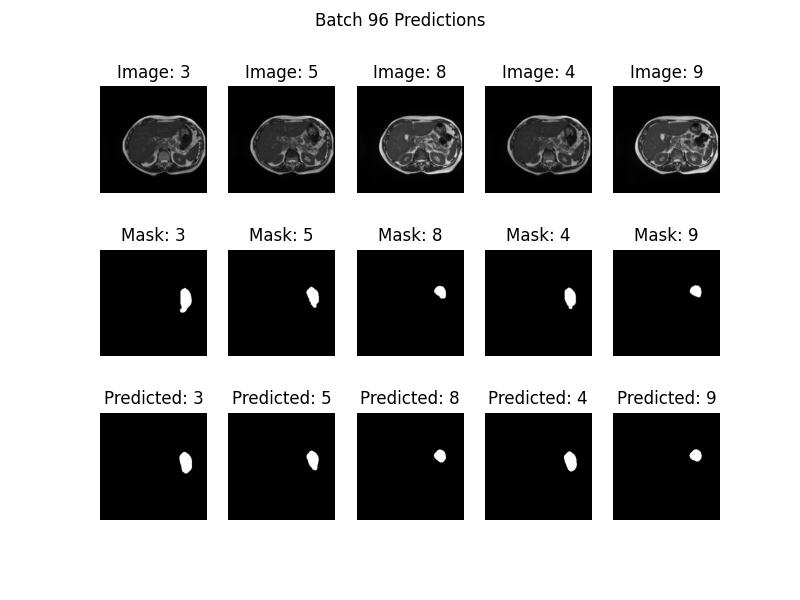 Batch 96 Predictions
Image: 3 Image: 5 Image: 8 Image: 4 Image: 9
Mask: 3 Mask: 5 Mask: 8 Mask: 4 Mask: 9
Predicted: 3 Predicted: 5 Predicted: 8 Predicted: 4 Predicted: 9